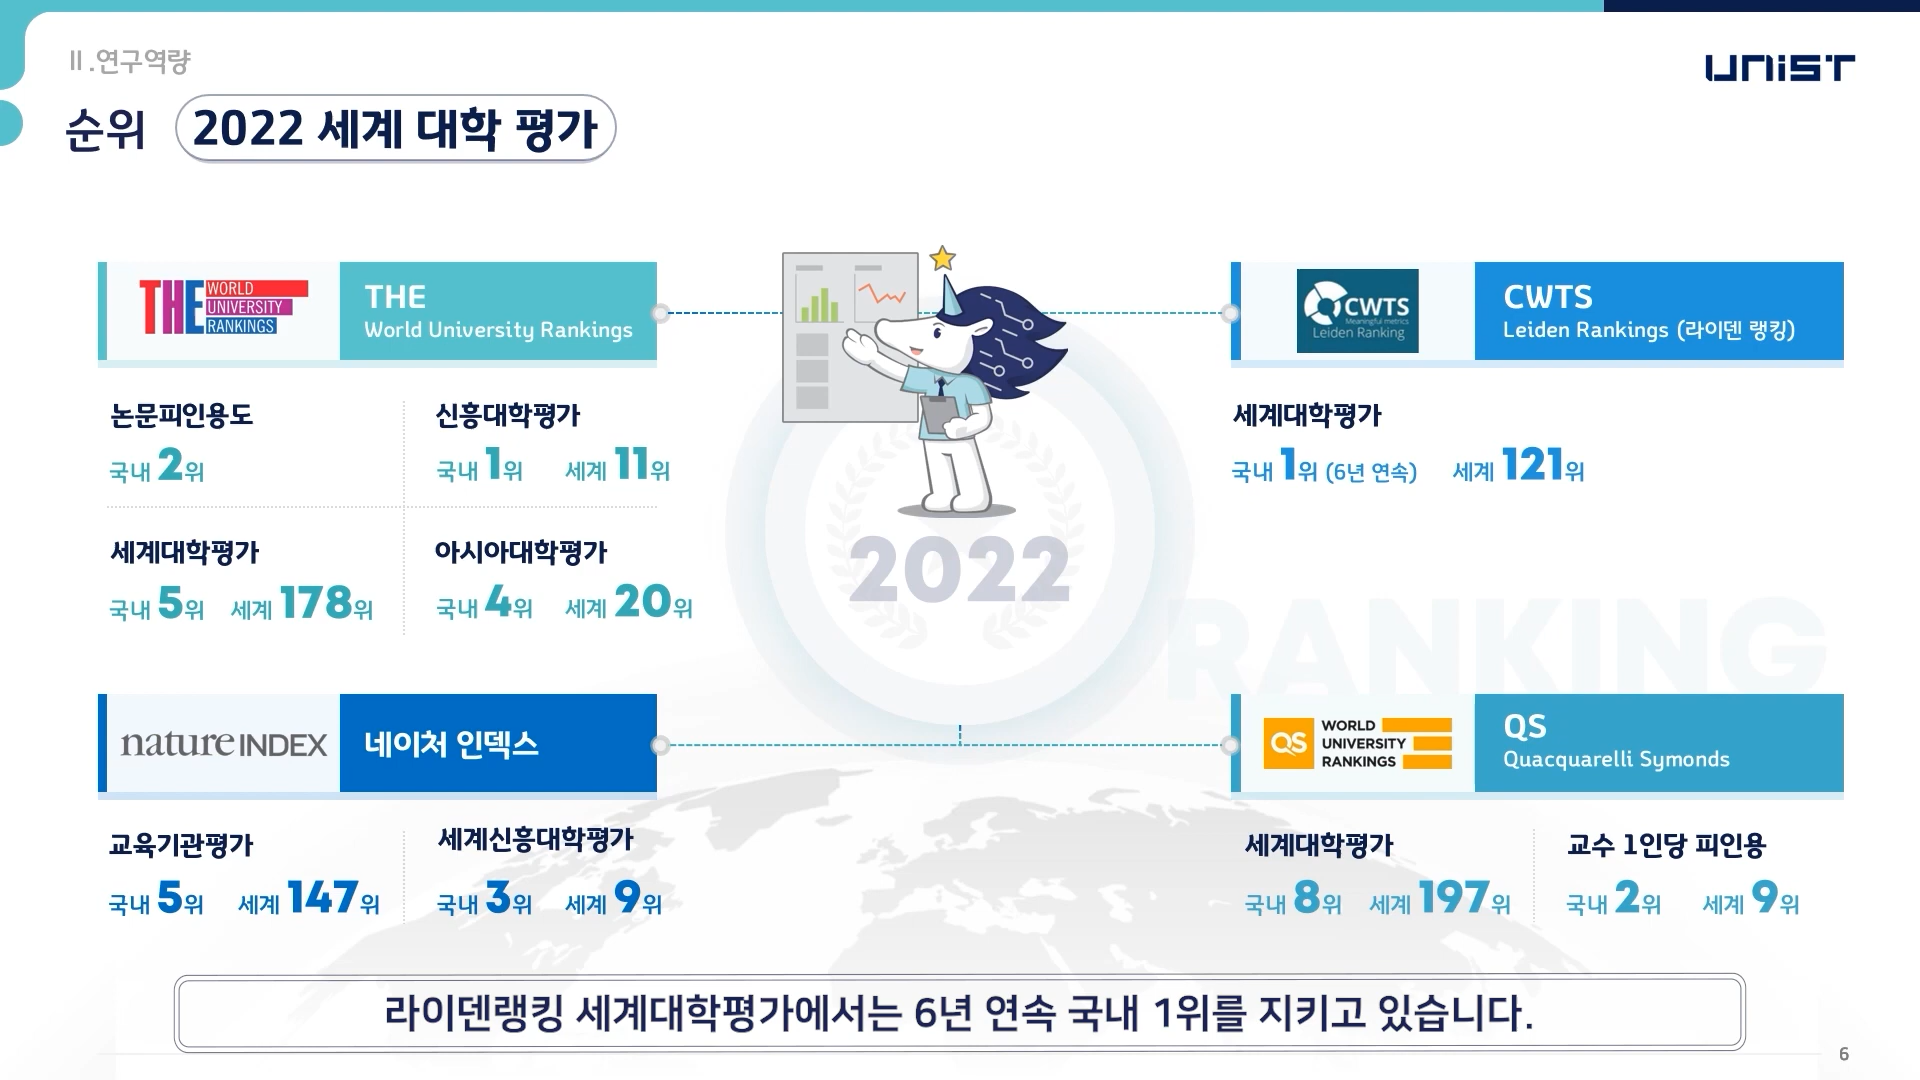 Ⅱ.연구역량
UNIST
순위 2022 세계 대학 평가
THE WORLD UNIVERSITY RANKINGS
THE
World University Rankings
논문피인용도
국내 2위
신흥대학평가
국내 1위 세계 11위
세계대학평가
국내 5위 세계 178위
아시아대학평가
국내 4위 세계 20위
2022
CWTS
Meaningful metrics
Leiden Ranking
CWTS
Leiden Rankings (라이덴 랭킹)
세계대학평가
국내 1위 (6년 연속) 세계 121위
RANKING
nature INDEX
네이처 인덱스
교육기관평가
국내 5위 세계 147위
세계신흥대학평가
국내 3위 세계 9위
QS
WORLD
UNIVERSITY
RANKINGS
QS
Quacquarelli Symonds
세계대학평가
국내 8위 세계 197위
교수 1인당 피인용
국내 2위 세계 9위
라이덴랭킹 세계대학평가에서는 6년 연속 국내 1위를 지키고 있습니다.
6